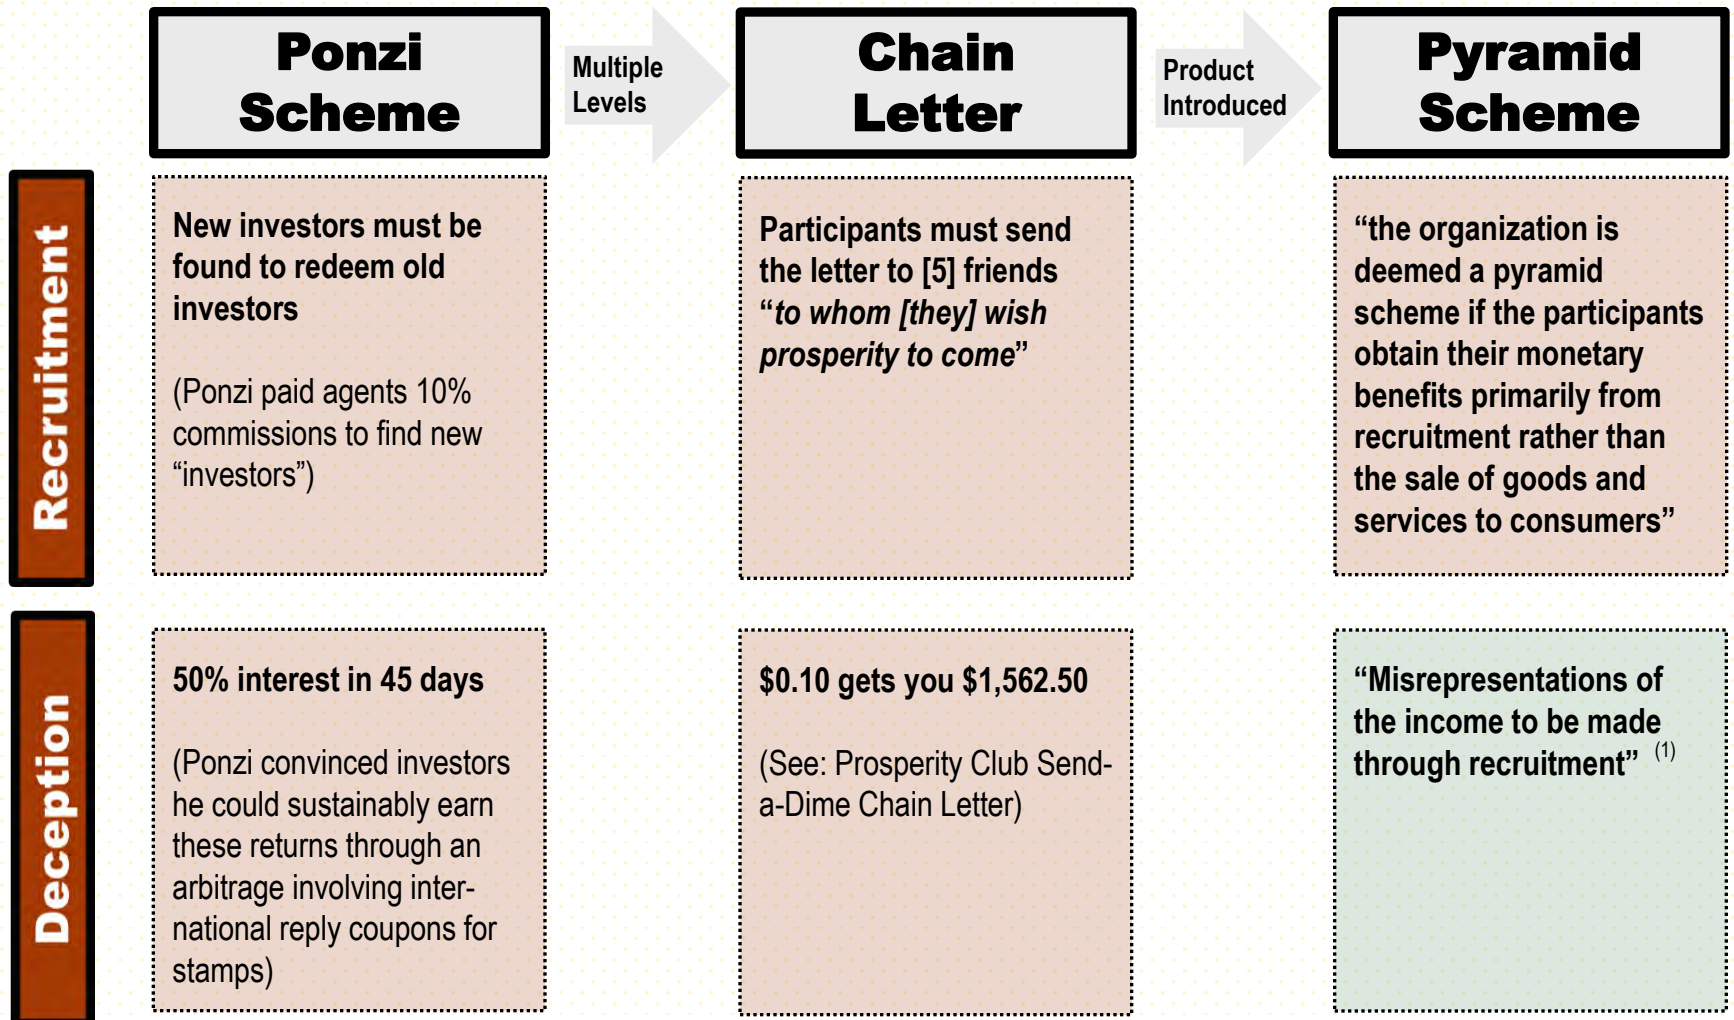 Ponzi
Scheme
Multiple
Levels
Chain
Letter
Product
Introduced
Pyramid
Scheme
Recruitment
New investors must be
found to redeem old
investors
(Ponzi paid agents 10%
commissions to find new
“investors”)
Participants must send
the letter to [5] friends
“to whom [they] wish
prosperity to come”
“the organization is
deemed a pyramid
scheme if the participants
obtain their monetary
benefits primarily from
recruitment rather than
the sale of goods and
services to consumers”
Deception
50% interest in 45 days
(Ponzi convinced investors
he could sustainably earn
these returns through an
arbitrage involving inter-
national reply coupons for
stamps)
$0.10 gets you $1,562.50
(See: Prosperity Club Send-
a-Dime Chain Letter)
“Misrepresentations of
the income to be made
through recruitment” (1)